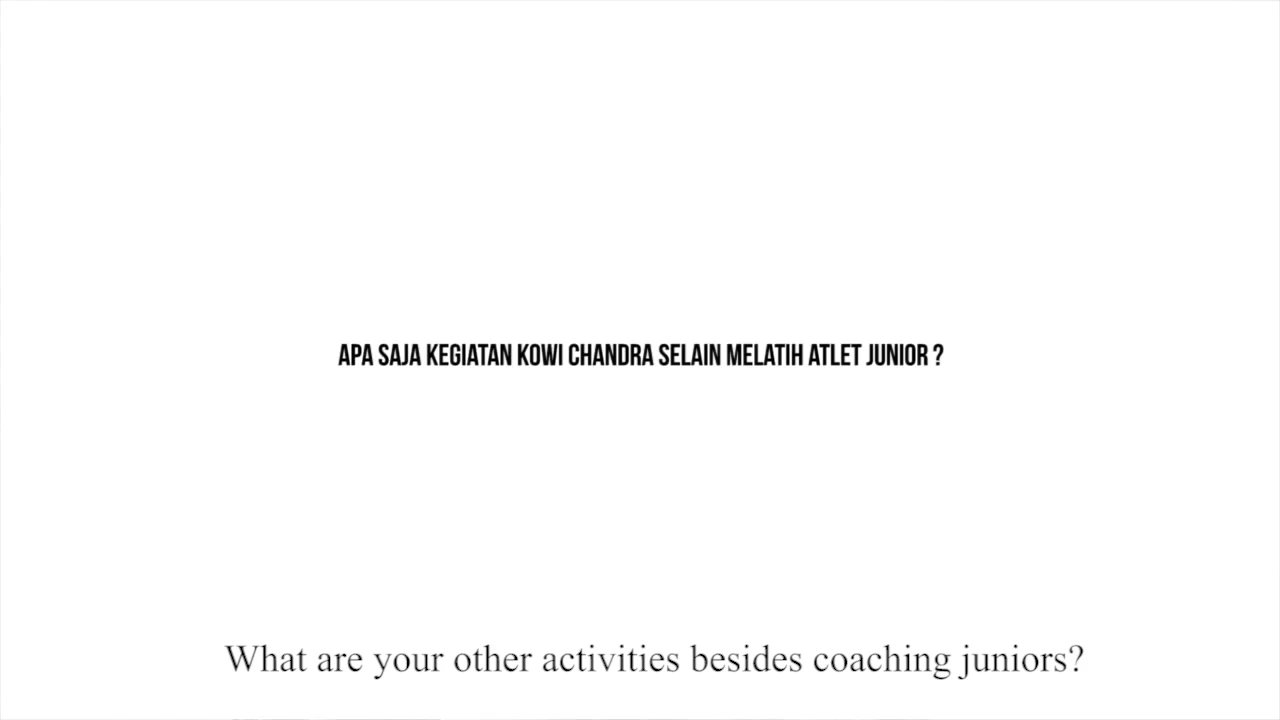 APA SAJA KEGIATAN KOWI CHANDRA SELAIN MELATIH ATLET JUNIOR ?
What are your other activities besides coaching juniors?